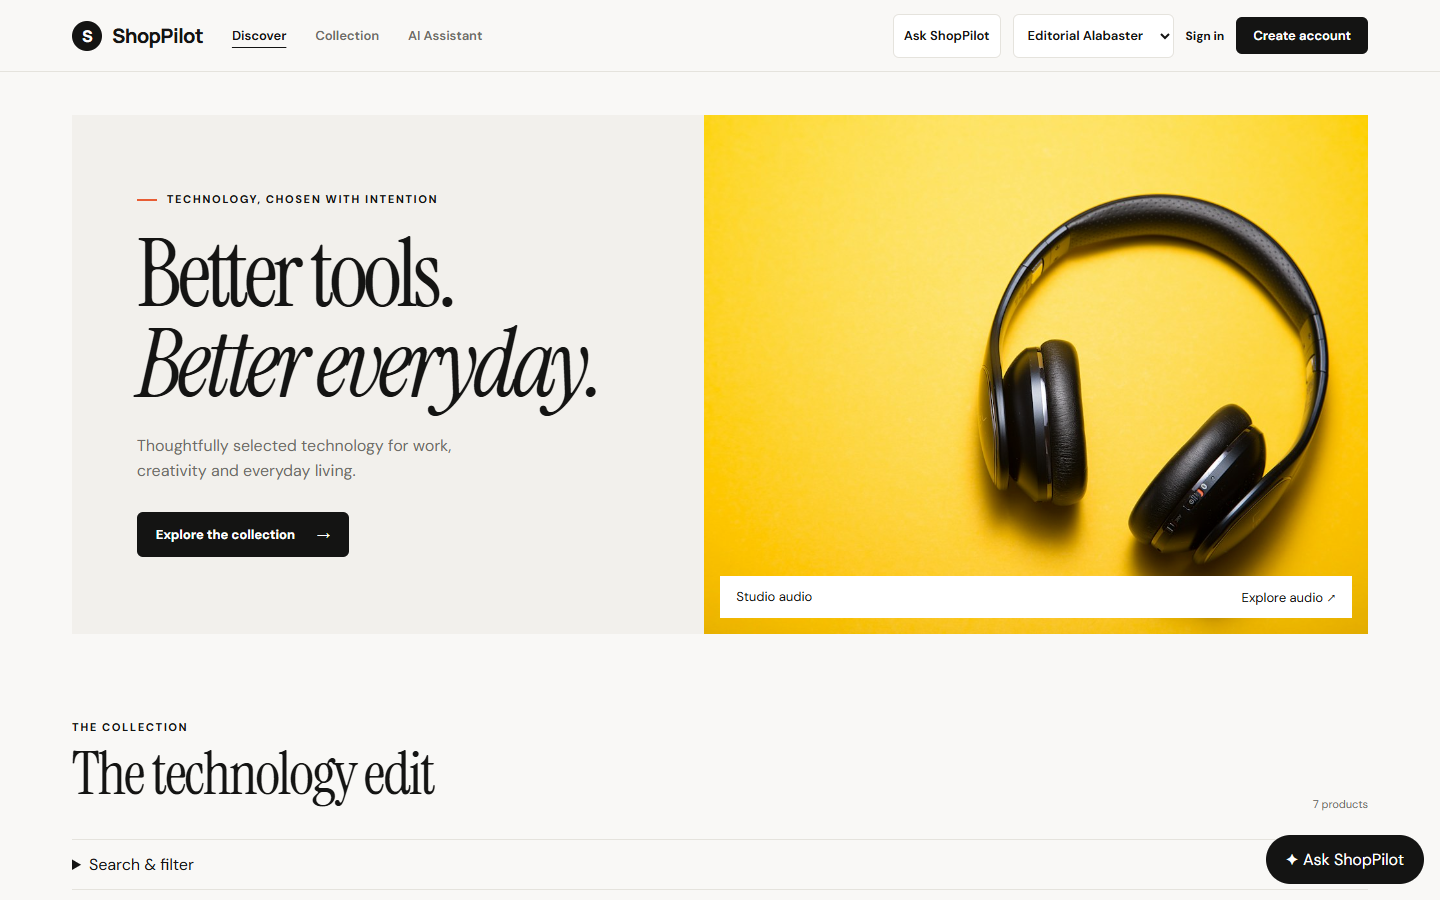 S ShopPilot
Discover
Collection
AI Assistant
Ask ShopPilot
Editorial Alabaster
Sign in
Create account
TECHNOLOGY, CHOSEN WITH INTENTION
Better tools.
Better everyday.
Thoughtfully selected technology for work,
creativity and everyday living.
Explore the collection →
Studio audio
Explore audio ↗
THE COLLECTION
The technology edit
7 products
Search & filter
✦ Ask ShopPilot